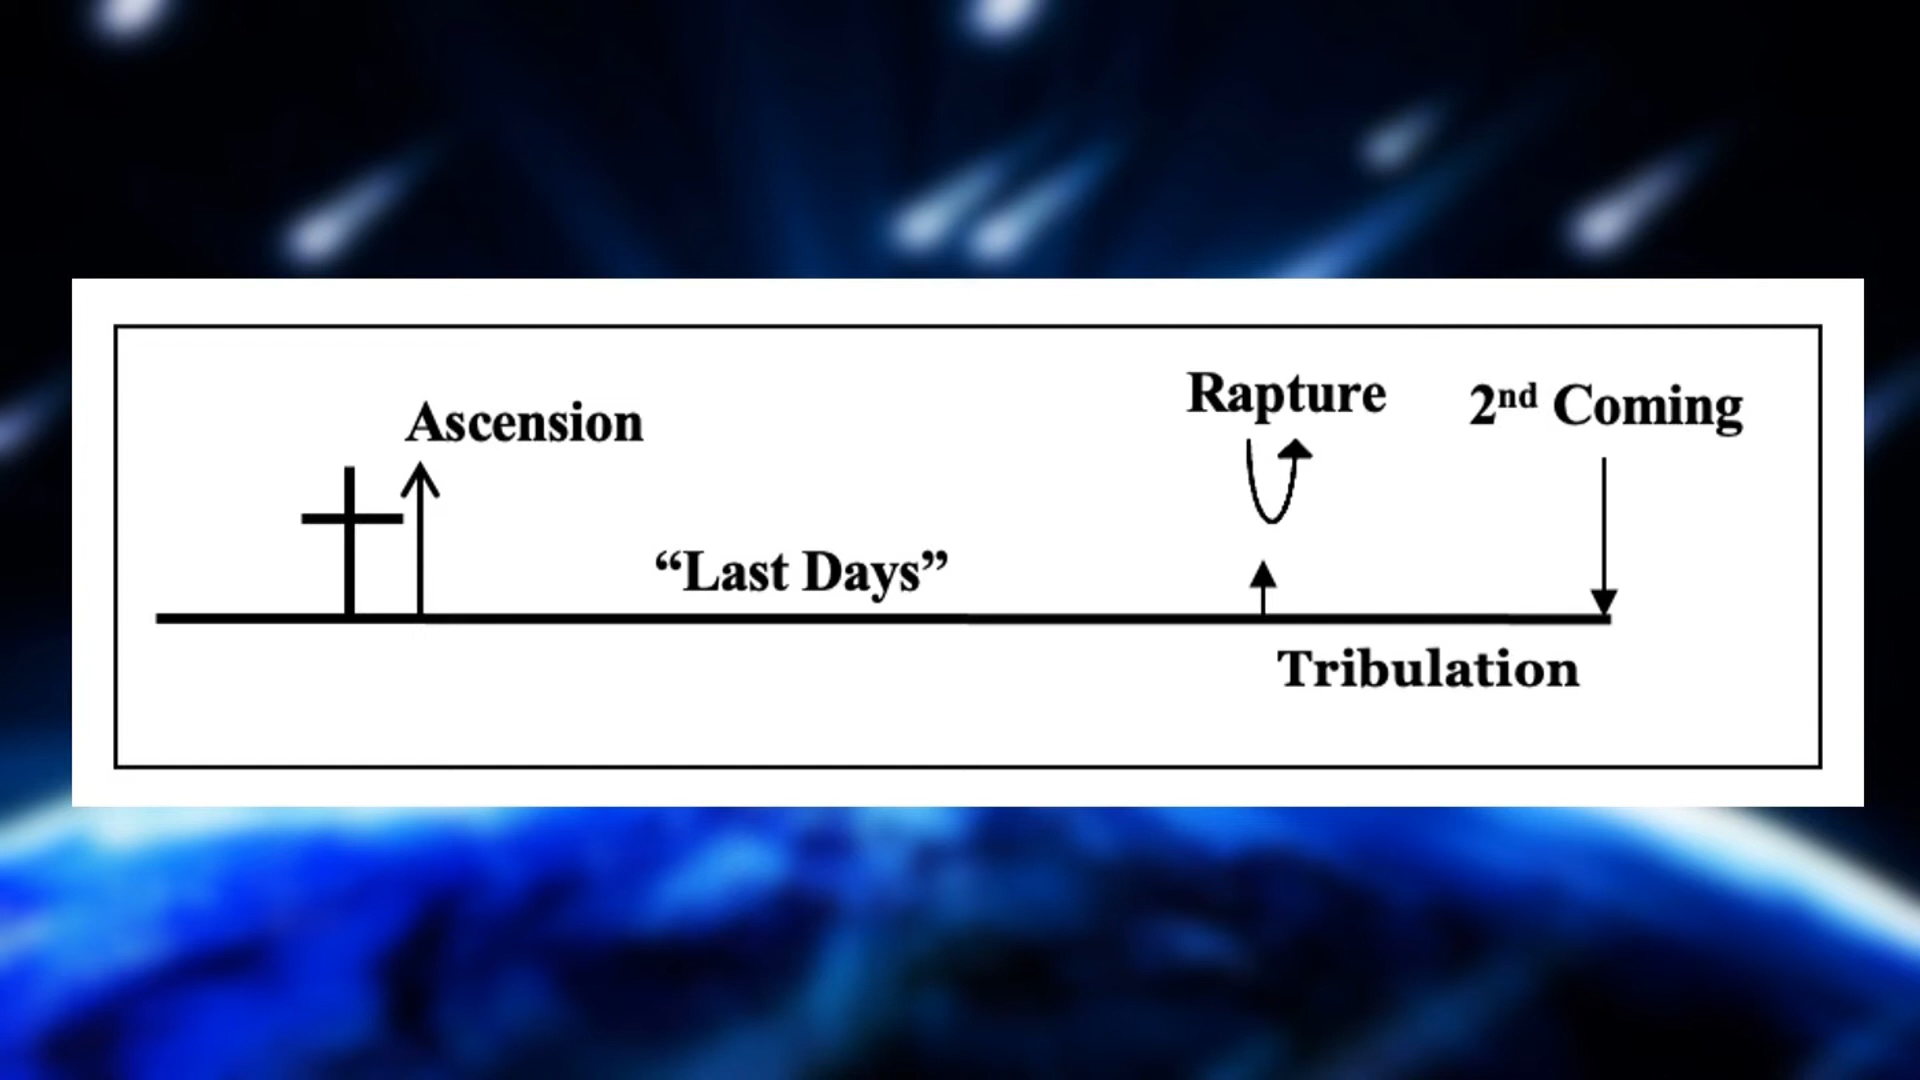 Ascension
Rapture
2nd Coming
“Last Days”
Tribulation